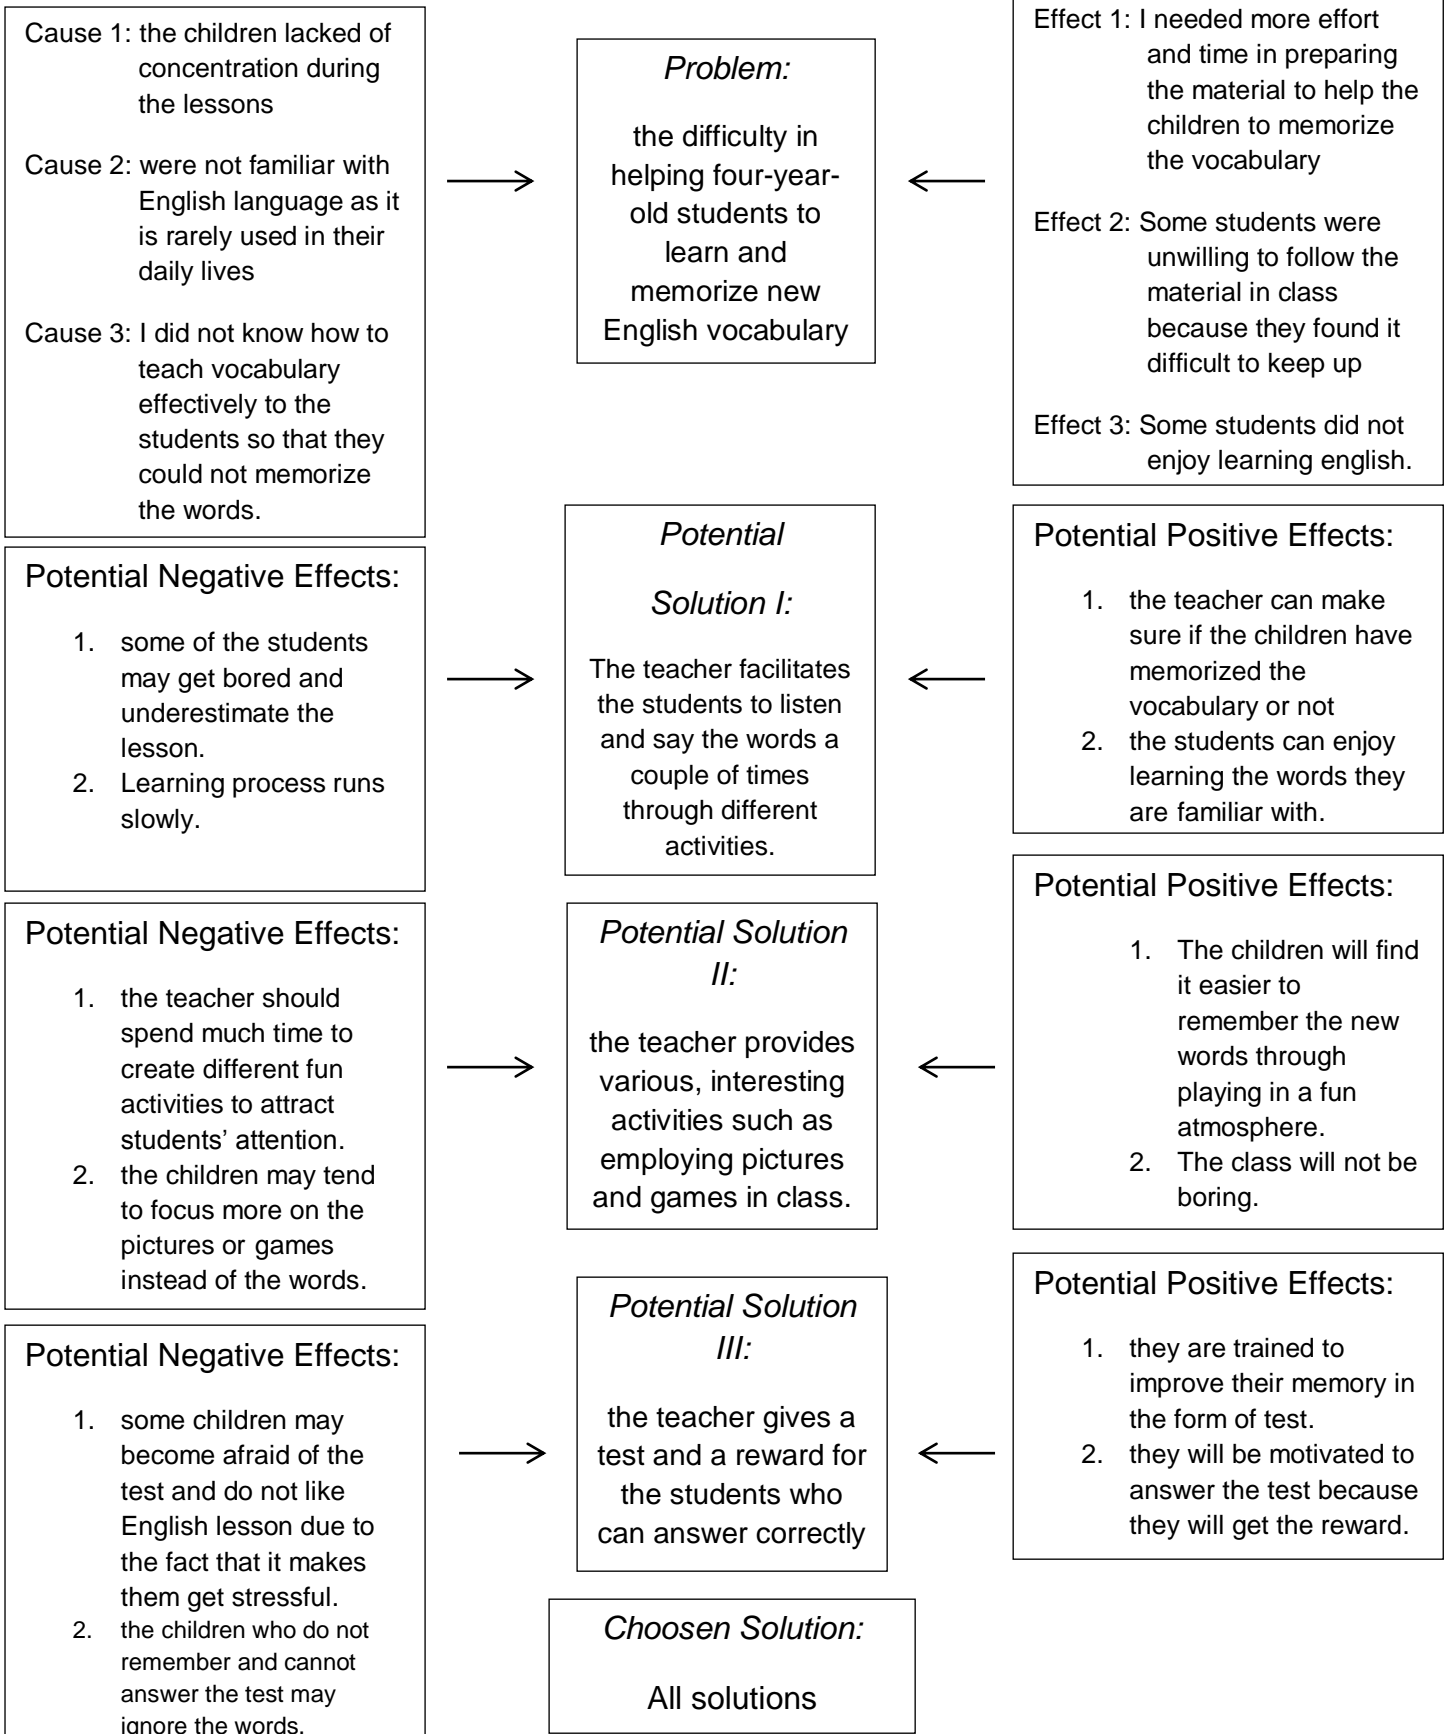 Cause 1: the children lacked of
concentration during
the lessons
Cause 2: were not familiar with
English language as it
is rarely used in their
daily lives
Cause 3: I did not know how to
teach vocabulary
effectively to the
students so that they
could not memorize
the words.
Problem:
the difficulty in
helping four-year-
old students to
learn and
memorize new
English vocabulary
Effect 1: I needed more effort
and time in preparing
the material to help the
children to memorize
the vocabulary
Effect 2: Some students were
unwilling to follow the
material in class
because they found it
difficult to keep up
Effect 3: Some students did not
enjoy learning english.
Potential Negative Effects:
1. some of the students
may get bored and
underestimate the
lesson.
2. Learning process runs
slowly.
Potential
Solution I:
The teacher facilitates
the students to listen
and say the words a
couple of times
through different
activities.
Potential Positive Effects:
1. the teacher can make
sure if the children have
memorized the
vocabulary or not
2. the students can enjoy
learning the words they
are familiar with.
Potential Negative Effects:
1. the teacher should
spend much time to
create different fun
activities to attract
students’ attention.
2. the children may tend
to focus more on the
pictures or games
instead of the words.
Potential Solution
II:
the teacher provides
various, interesting
activities such as
employing pictures
and games in class.
Potential Positive Effects:
1. The children will find
it easier to
remember the new
words through
playing in a fun
atmosphere.
2. The class will not be
boring.
Potential Negative Effects:
1. some children may
become afraid of the
test and do not like
English lesson due to
the fact that it makes
them get stressful.
2. the children who do not
remember and cannot
answer the test may
ignore the words.
Potential Solution
III:
the teacher gives a
test and a reward for
the students who
can answer correctly
Potential Positive Effects:
1. they are trained to
improve their memory in
the form of test.
2. they will be motivated to
answer the test because
they will get the reward.
Choosen Solution:
All solutions